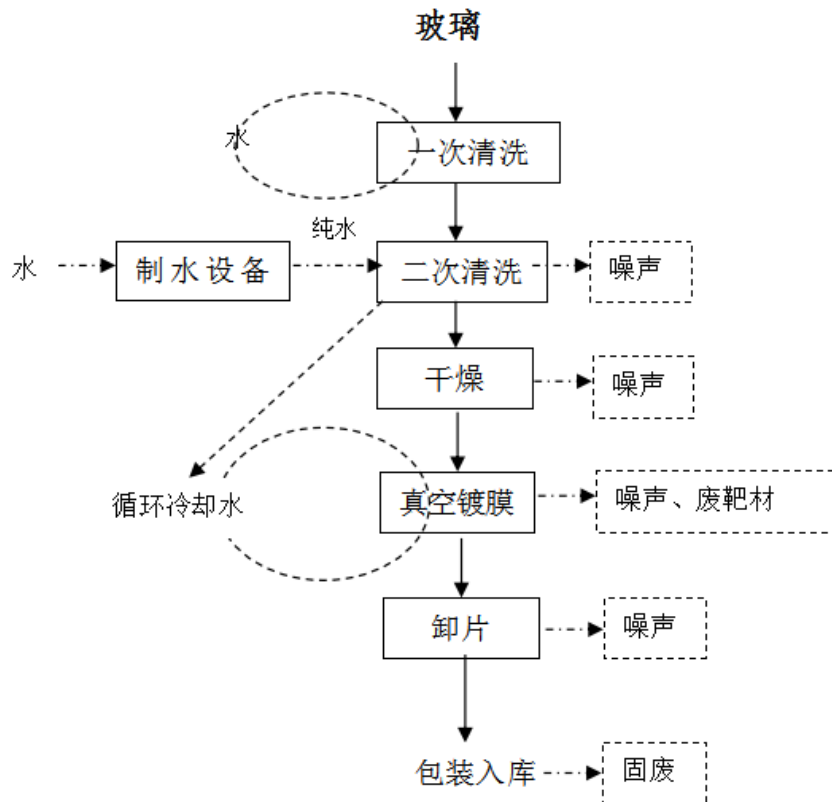 玻璃
水
一次清洗
纯水
水
制水设备
二次清洗
噪声
干燥
噪声
循环冷却水
真空镀膜
噪声、废靶材
卸片
噪声
包装入库
固废